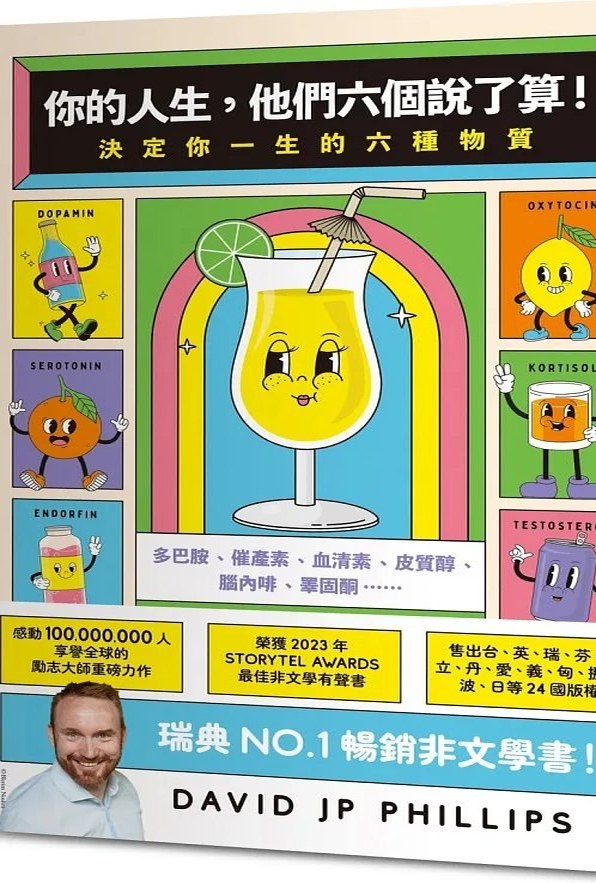 你的人生，他們六個說了算！
決定你一生的六種物質
DOPAMIN
OXYTOCIN
SEROTONIN
KORTISOL
ENDORFIN
TESTOSTERO
多巴胺、催產素、血清素、皮質醇、
腦內啡、睪固酮……
感動100,000,000人
享譽全球的
勵志大師重磅力作
榮獲2023年
STORYTEL AWARDS
最佳非文學有聲書
售出台、英、瑞、芬
立、丹、愛、義、匈、挪
波、日等24國版權
瑞典NO.1暢銷非文學書！
DAVID JP PHILLIPS